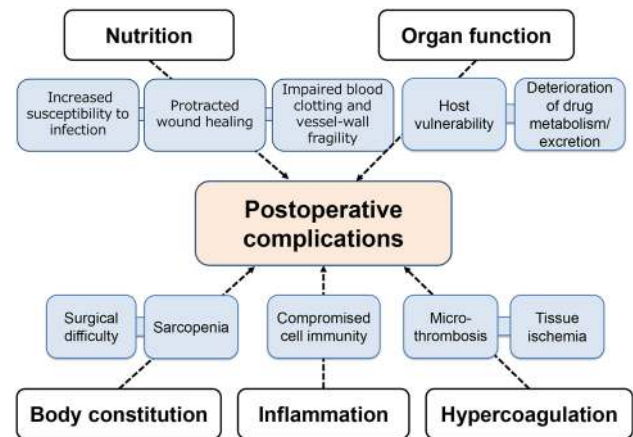 Nutrition
Organ function
Increased
susceptibility to
infection
Protracted
wound healing
Impaired blood
clotting and
vessel-wall
fragility
Host
vulnerability
Deterioration
of drug
metabolism/
excretion
Postoperative
complications
Surgical
difficulty
Sarcopenia
Compromised
cell immunity
Micro-
thrombosis
Tissue
ischemia
Body constitution
Inflammation
Hypercoagulation